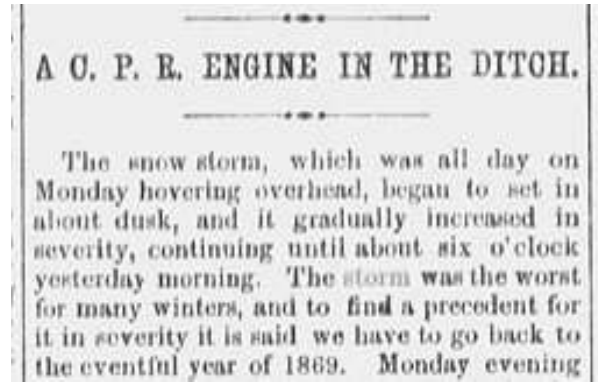 A C. P. R. ENGINE IN THE DITCH.
The snow storm, which was all day on
Monday hovering overhead, began to set in
about dusk, and it gradually increased in
severity, continuing until about six o'clock
yesterday morning. The storm was the worst
for many winters, and to find a precedent for
it in severity it is said we have to go back to
the eventful year of 1869. Monday evening